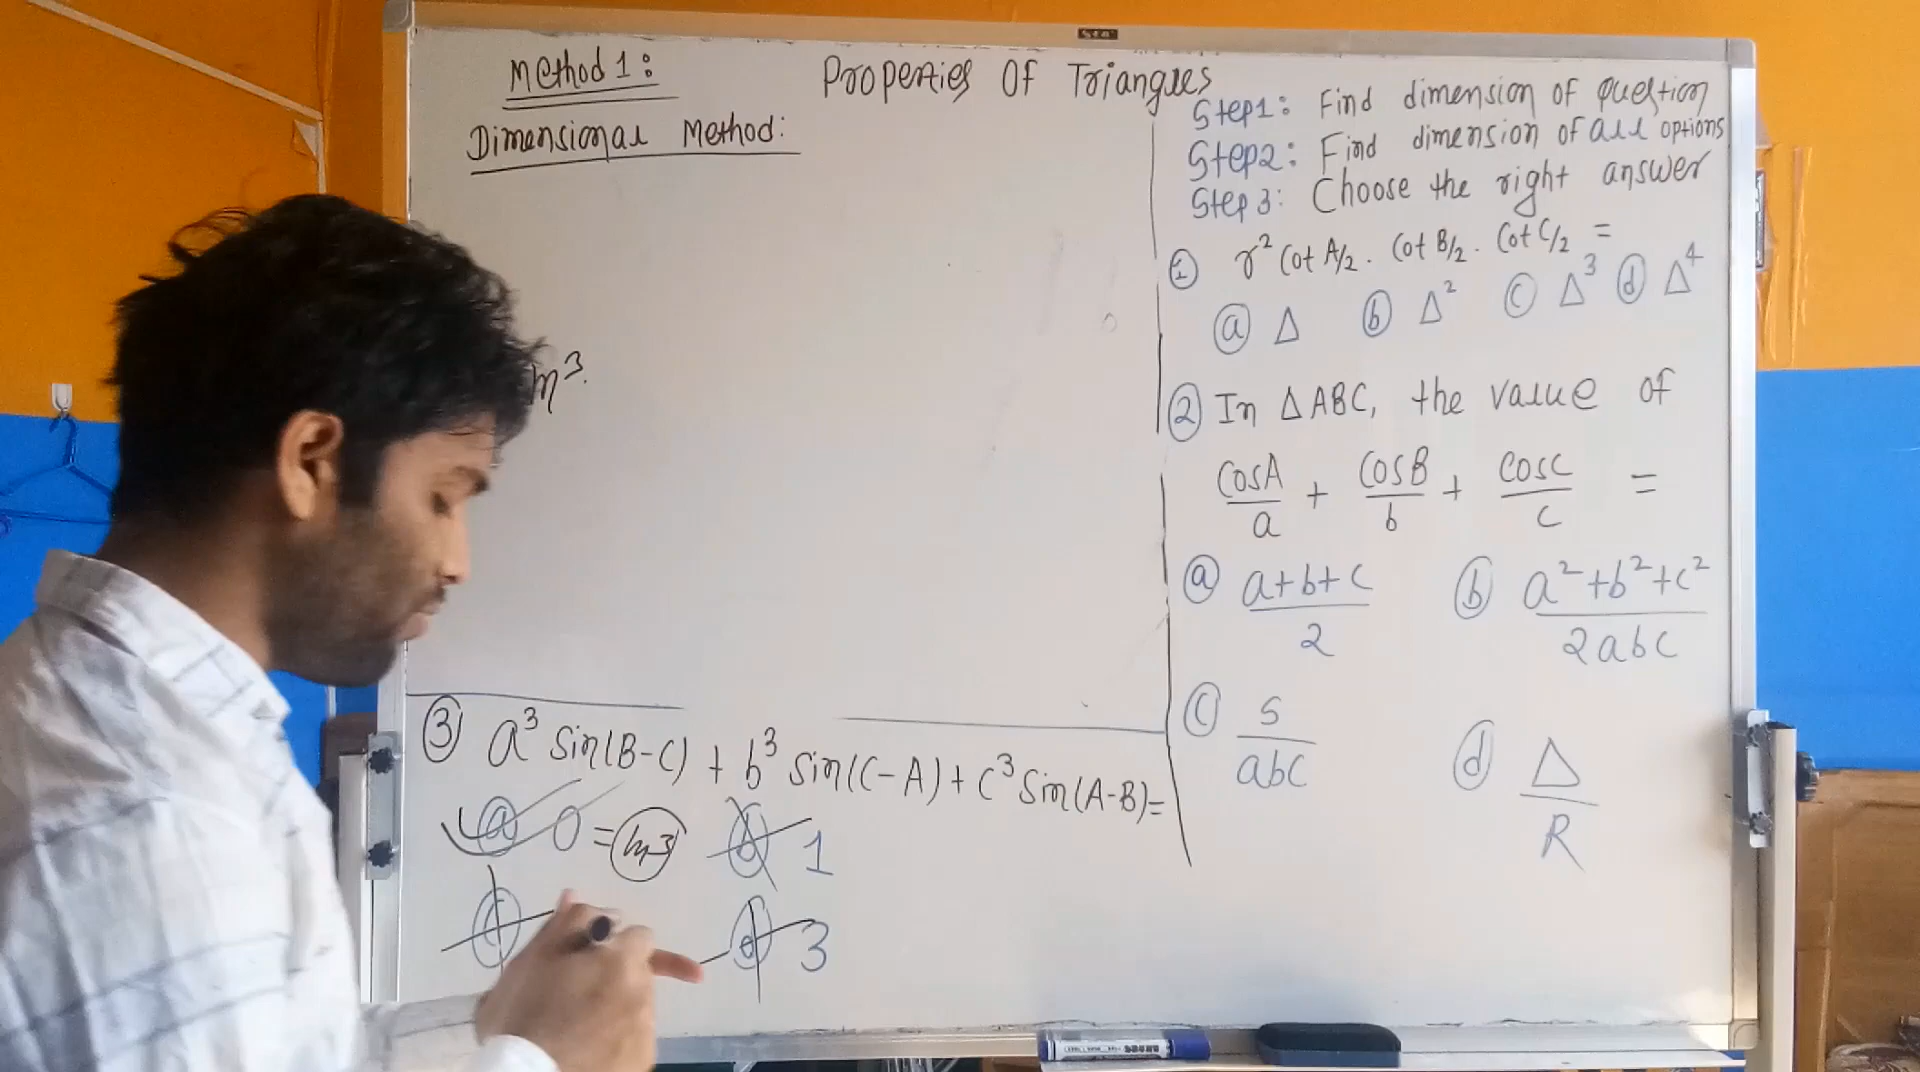 Method 1:
Properties Of Triangles
Dimensional Method:
m³.
Step1: Find dimension of question
Step2: Find dimension of all options
Step 3: Choose the right answer
① r² Cot A/2 . Cot B/2 . Cot C/2 =
ⓐ Δ ⓑ Δ² ⓒ Δ³ ⓓ Δ⁴
② In ΔABC, the value of
CosA/a + CosB/b + CosC/c =
ⓐ a+b+c/2 ⓑ a²+b²+c²/2abc
ⓒ s/abc ⓓ Δ/R
③ a³ Sin(B-C) + b³ Sin(C-A) + c³ Sin(A-B)=
ⓐ 0 = m³ ⓑ 1
ⓒ ⓓ 3